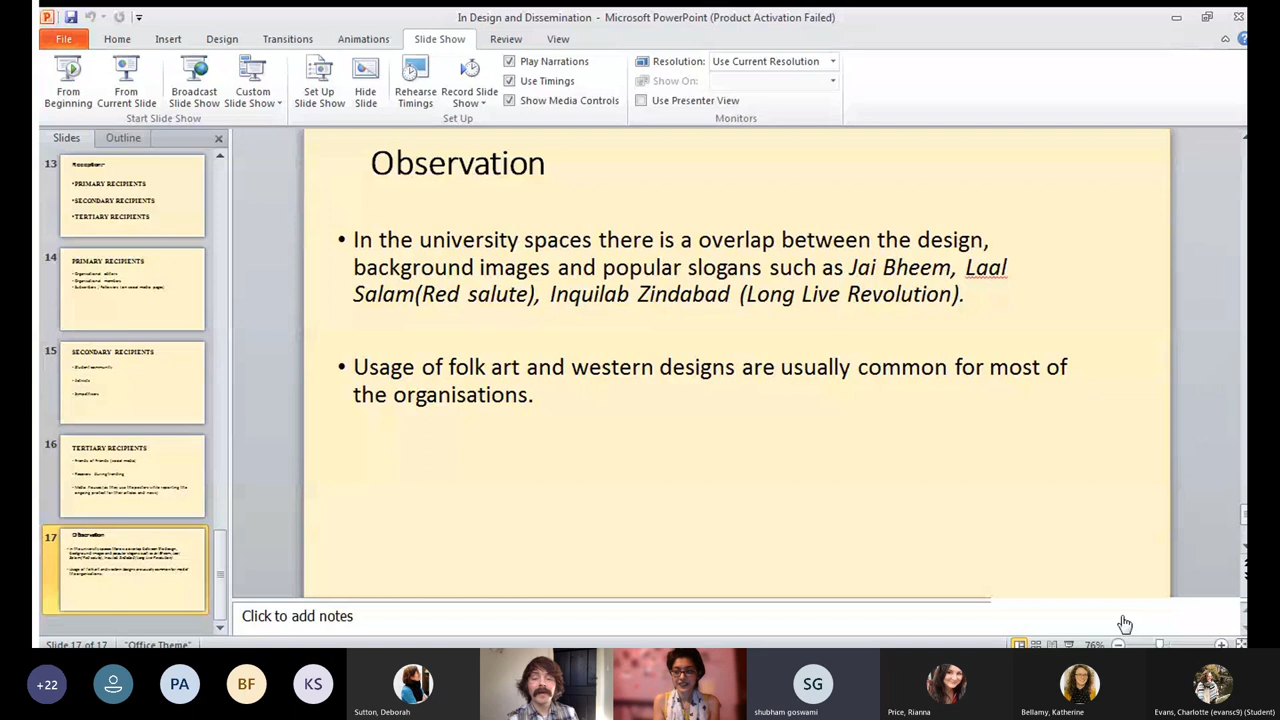 In Design and Dissemination - Microsoft PowerPoint (Product Activation Failed)
File Home Insert Design Transitions Animations Slide Show Review View
From Beginning
From Current Slide
Broadcast Slide Show
Custom Slide Show
Set Up Slide Show
Hide Slide
Rehearse Timings
Record Slide Show
Play Narrations
Use Timings
Show Media Controls
Resolution: Use Current Resolution
Show On:
Use Presenter View
Start Slide Show
Set Up
Monitors
Slides Outline
13
•PRIMARY RECIPIENTS
•SECONDARY RECIPIENTS
•TERTIARY RECIPIENTS
14
PRIMARY RECIPIENTS
15
SECONDARY RECIPIENTS
16
TERTIARY RECIPIENTS
17
Observation
Observation
• In the university spaces there is a overlap between the design,
background images and popular slogans such as Jai Bheem, Laal
Salam(Red salute), Inquilab Zindabad (Long Live Revolution).
• Usage of folk art and western designs are usually common for most of
the organisations.
Click to add notes
Slide 17 of 17 "Office Theme" 76%
+22 PA BF KS SG
Sutton, Deborah
shubham goswami
Price, Rianna
Bellamy, Katherine
Evans, Charlotte (evansc9) (Student)